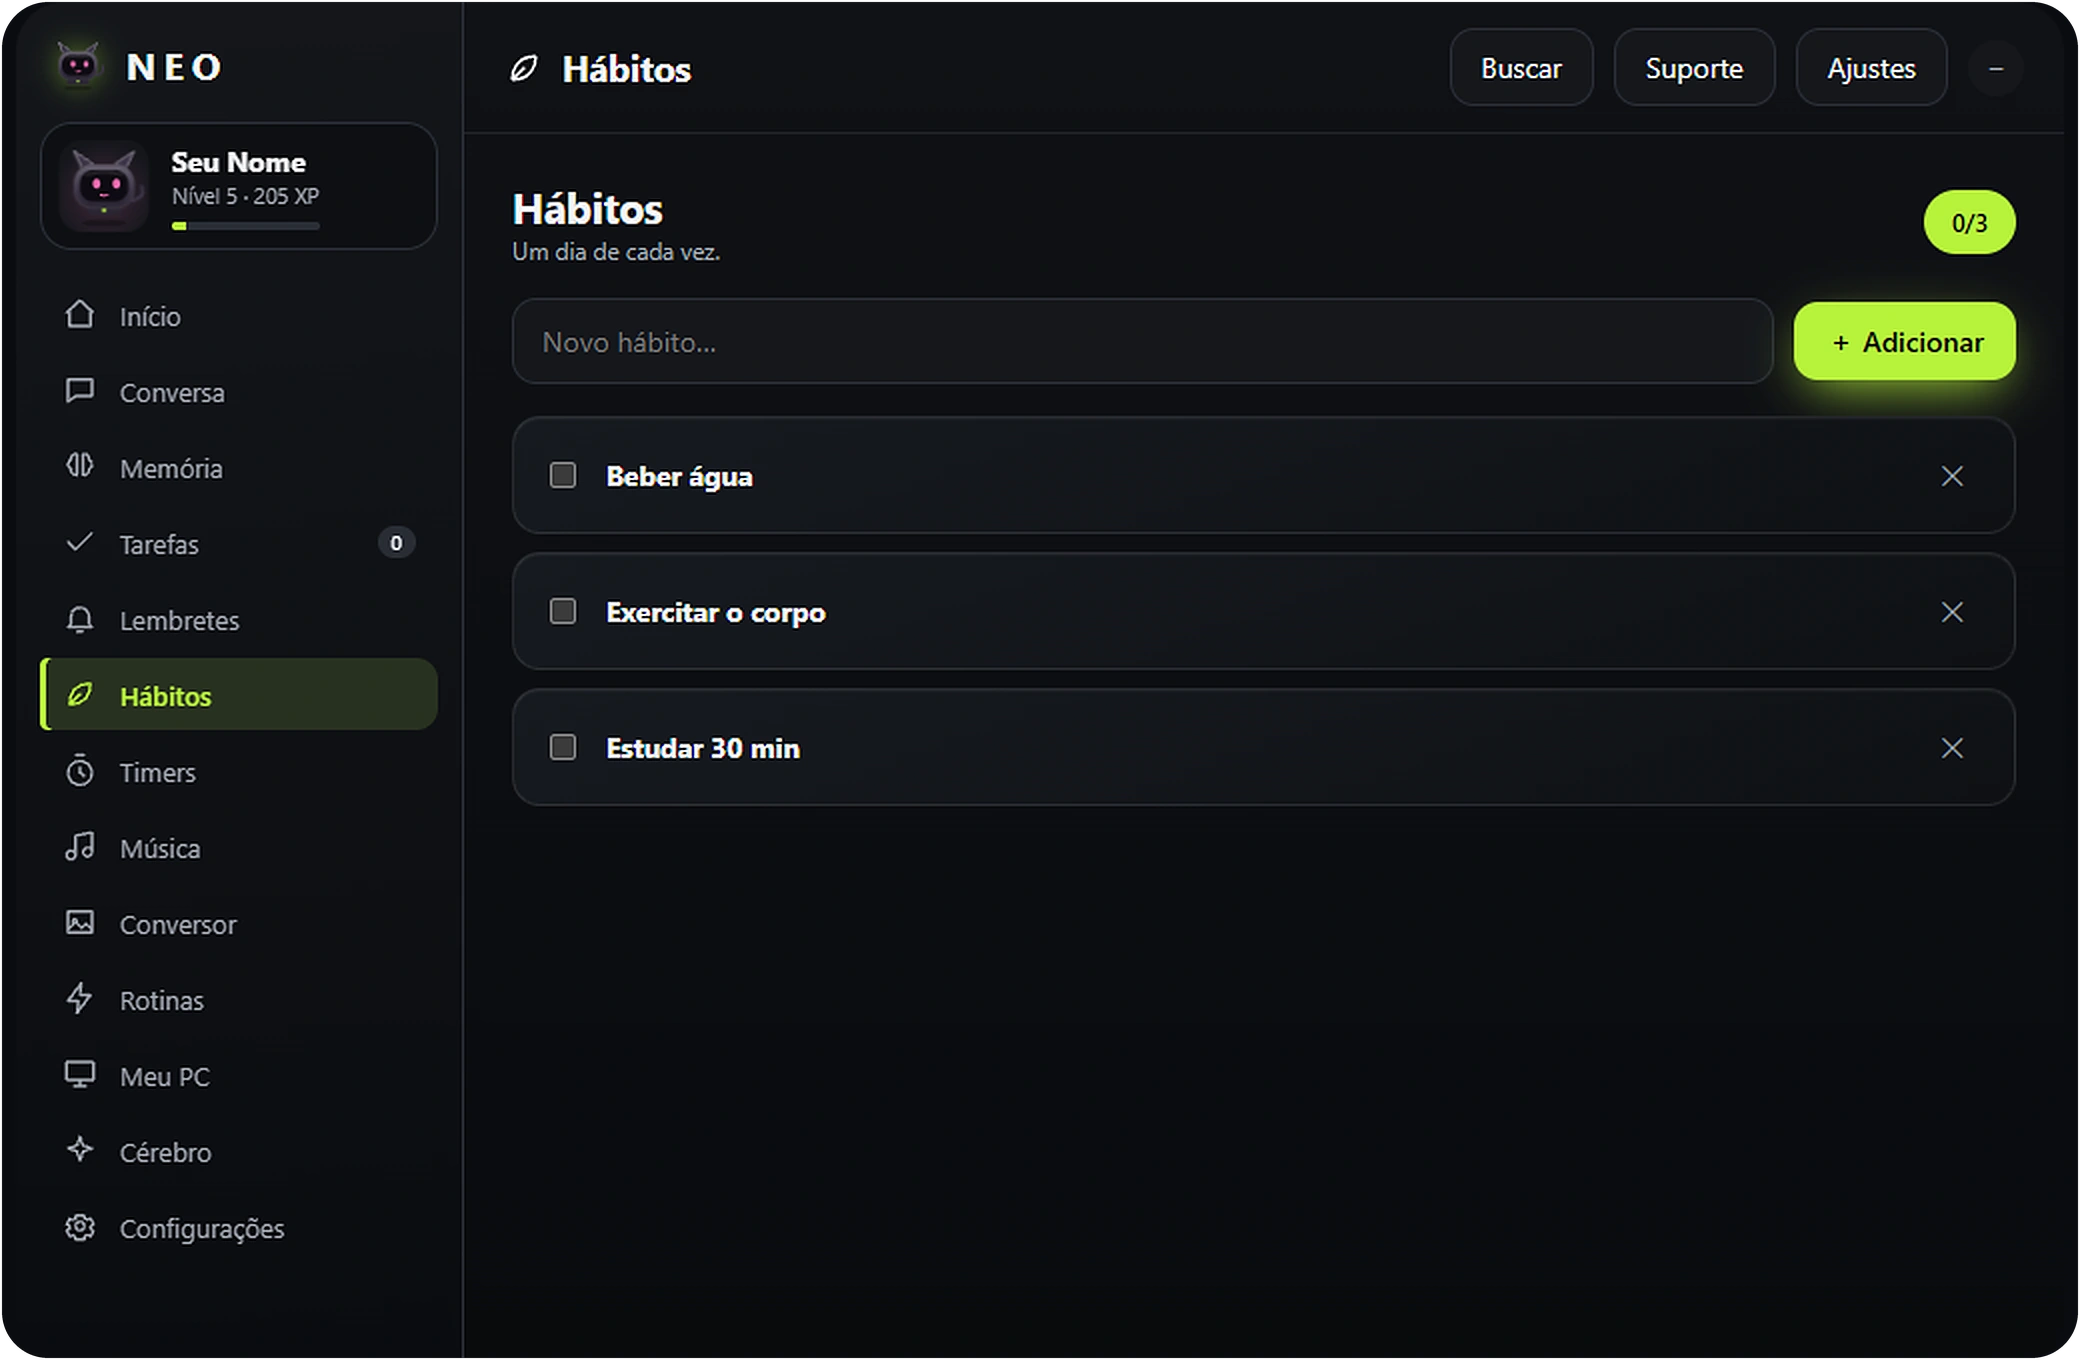 NEO
Seu Nome
Nível 5 · 205 XP
Início
Conversa
Memória
Tarefas 0
Lembretes
Hábitos
Timers
Música
Conversor
Rotinas
Meu PC
Cérebro
Configurações
Hábitos
Buscar Suporte Ajustes –
Hábitos
Um dia de cada vez.
0/3
Novo hábito...
+ Adicionar
Beber água
Exercitar o corpo
Estudar 30 min